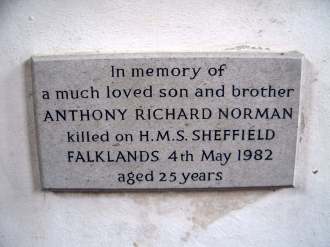 In memory of
a much loved son and brother
ANTHONY RICHARD NORMAN
killed on H.M.S. SHEFFIELD
FALKLANDS 4th May 1982
aged 25 years